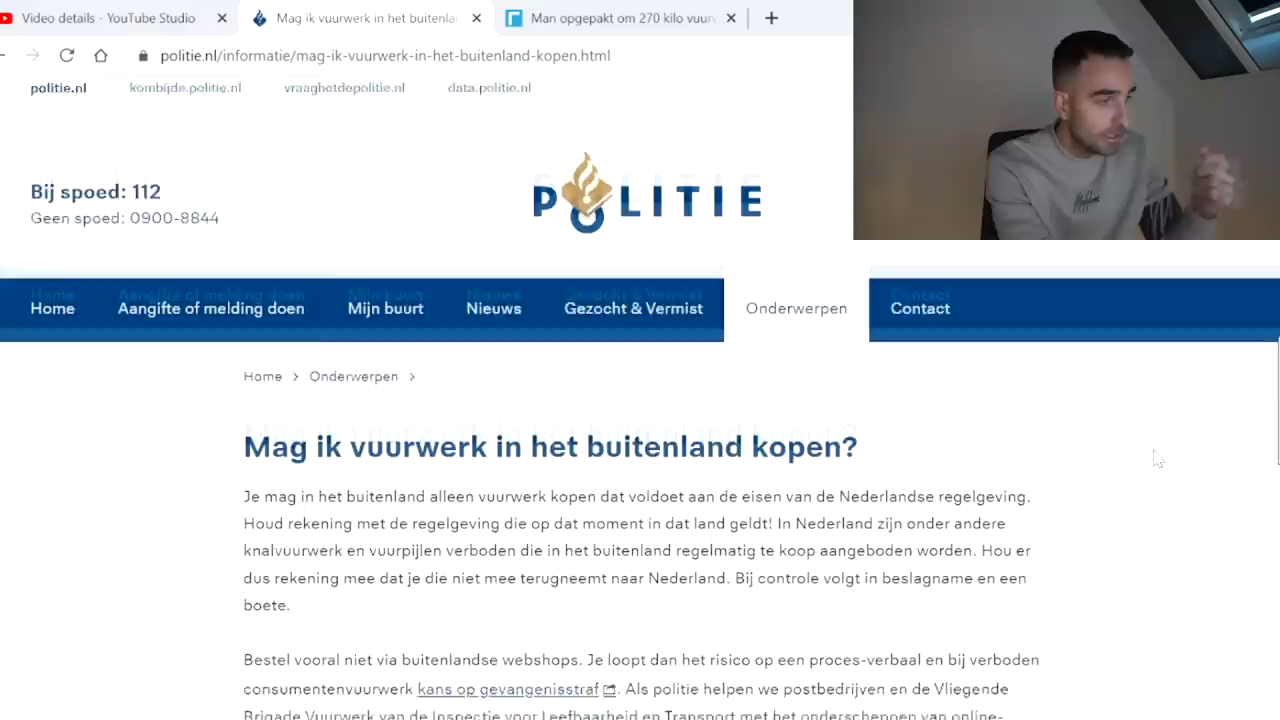 Video details - YouTube Studio
Mag ik vuurwerk in het buitenla
Man opgepakt om 270 kilo vuur
politie.nl/informatie/mag-ik-vuurwerk-in-het-buitenland-kopen.html
politie.nl kombijde.politie.nl vraaghetdepolitie.nl data.politie.nl
Bij spoed: 112
Geen spoed: 0900-8844
POLITIE
Home Aangifte of melding doen Mijn buurt Nieuws Gezocht & Vermist Onderwerpen Contact
Home > Onderwerpen >
Mag ik vuurwerk in het buitenland kopen?
Je mag in het buitenland alleen vuurwerk kopen dat voldoet aan de eisen van de Nederlandse regelgeving.
Houd rekening met de regelgeving die op dat moment in dat land geldt! In Nederland zijn onder andere
knalvuurwerk en vuurpijlen verboden die in het buitenland regelmatig te koop aangeboden worden. Hou er
dus rekening mee dat je die niet mee terugneemt naar Nederland. Bij controle volgt in beslagname en een
boete.
Bestel vooral niet via buitenlandse webshops. Je loopt dan het risico op een proces-verbaal en bij verboden
consumentenvuurwerk kans op gevangenisstraf. Als politie helpen we postbedrijven en de Vliegende
Brigade Vuurwerk van de Inspectie voor Leefbaarheid en Transport met het onderscheppen van online-